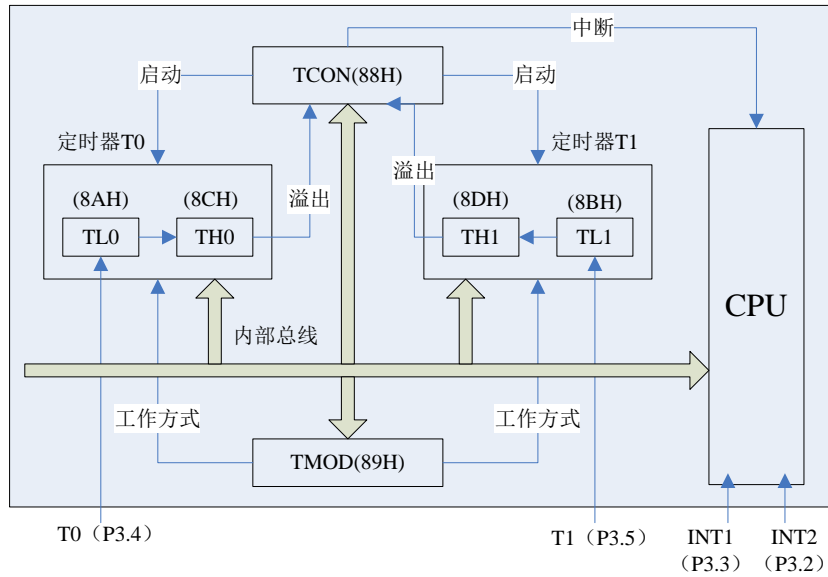 中断
启动
TCON(88H)
启动
定时器T0
定时器T1
溢出
溢出
(8AH)
(8CH)
(8DH)
(8BH)
TL0
TH0
TH1
TL1
CPU
内部总线
工作方式
工作方式
TMOD(89H)
T0（P3.4）
T1（P3.5）
INT1
（P3.3）
INT2
（P3.2）